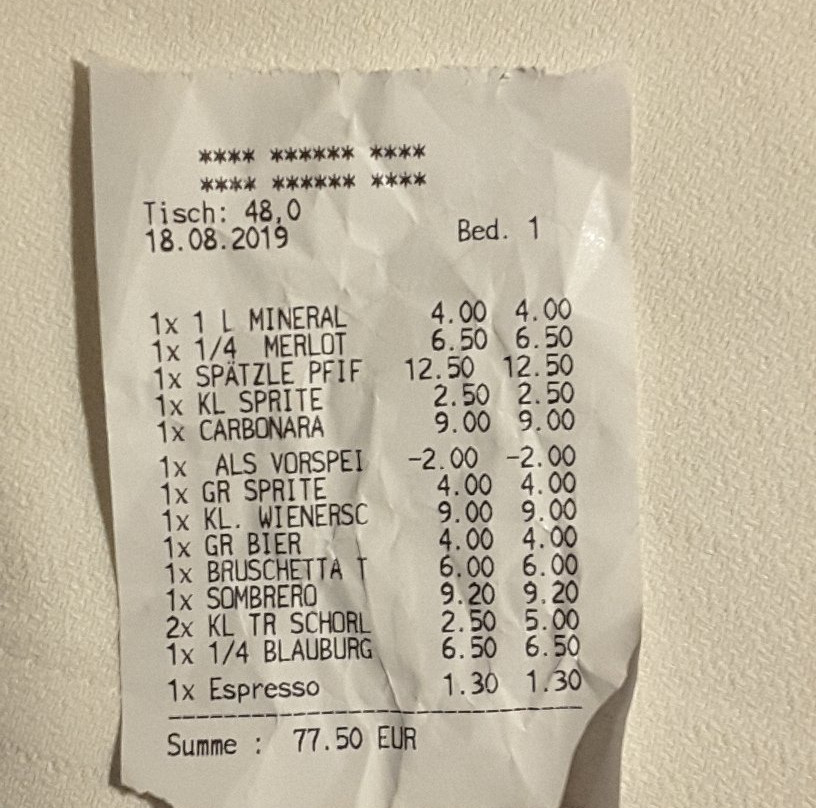 **** ****** ****
**** ****** ****
Tisch: 48,0
18.08.2019 Bed. 1
1x 1 L MINERAL 4.00 4.00
1x 1/4 MERLOT 6.50 6.50
1x SPÄTZLE PFIF 12.50 12.50
1x KL SPRITE 2.50 2.50
1x CARBONARA 9.00 9.00
1x ALS VORSPEI -2.00 -2.00
1x GR SPRITE 4.00 4.00
1x KL. WIENERSC 9.00 9.00
1x GR BIER 4.00 4.00
1x BRUSCHETTA T 6.00 6.00
1x SOMBRERO 9.20 9.20
2x KL TR SCHORL 2.50 5.00
1x 1/4 BLAUBURG 6.50 6.50
1x Espresso 1.30 1.30
Summe : 77.50 EUR